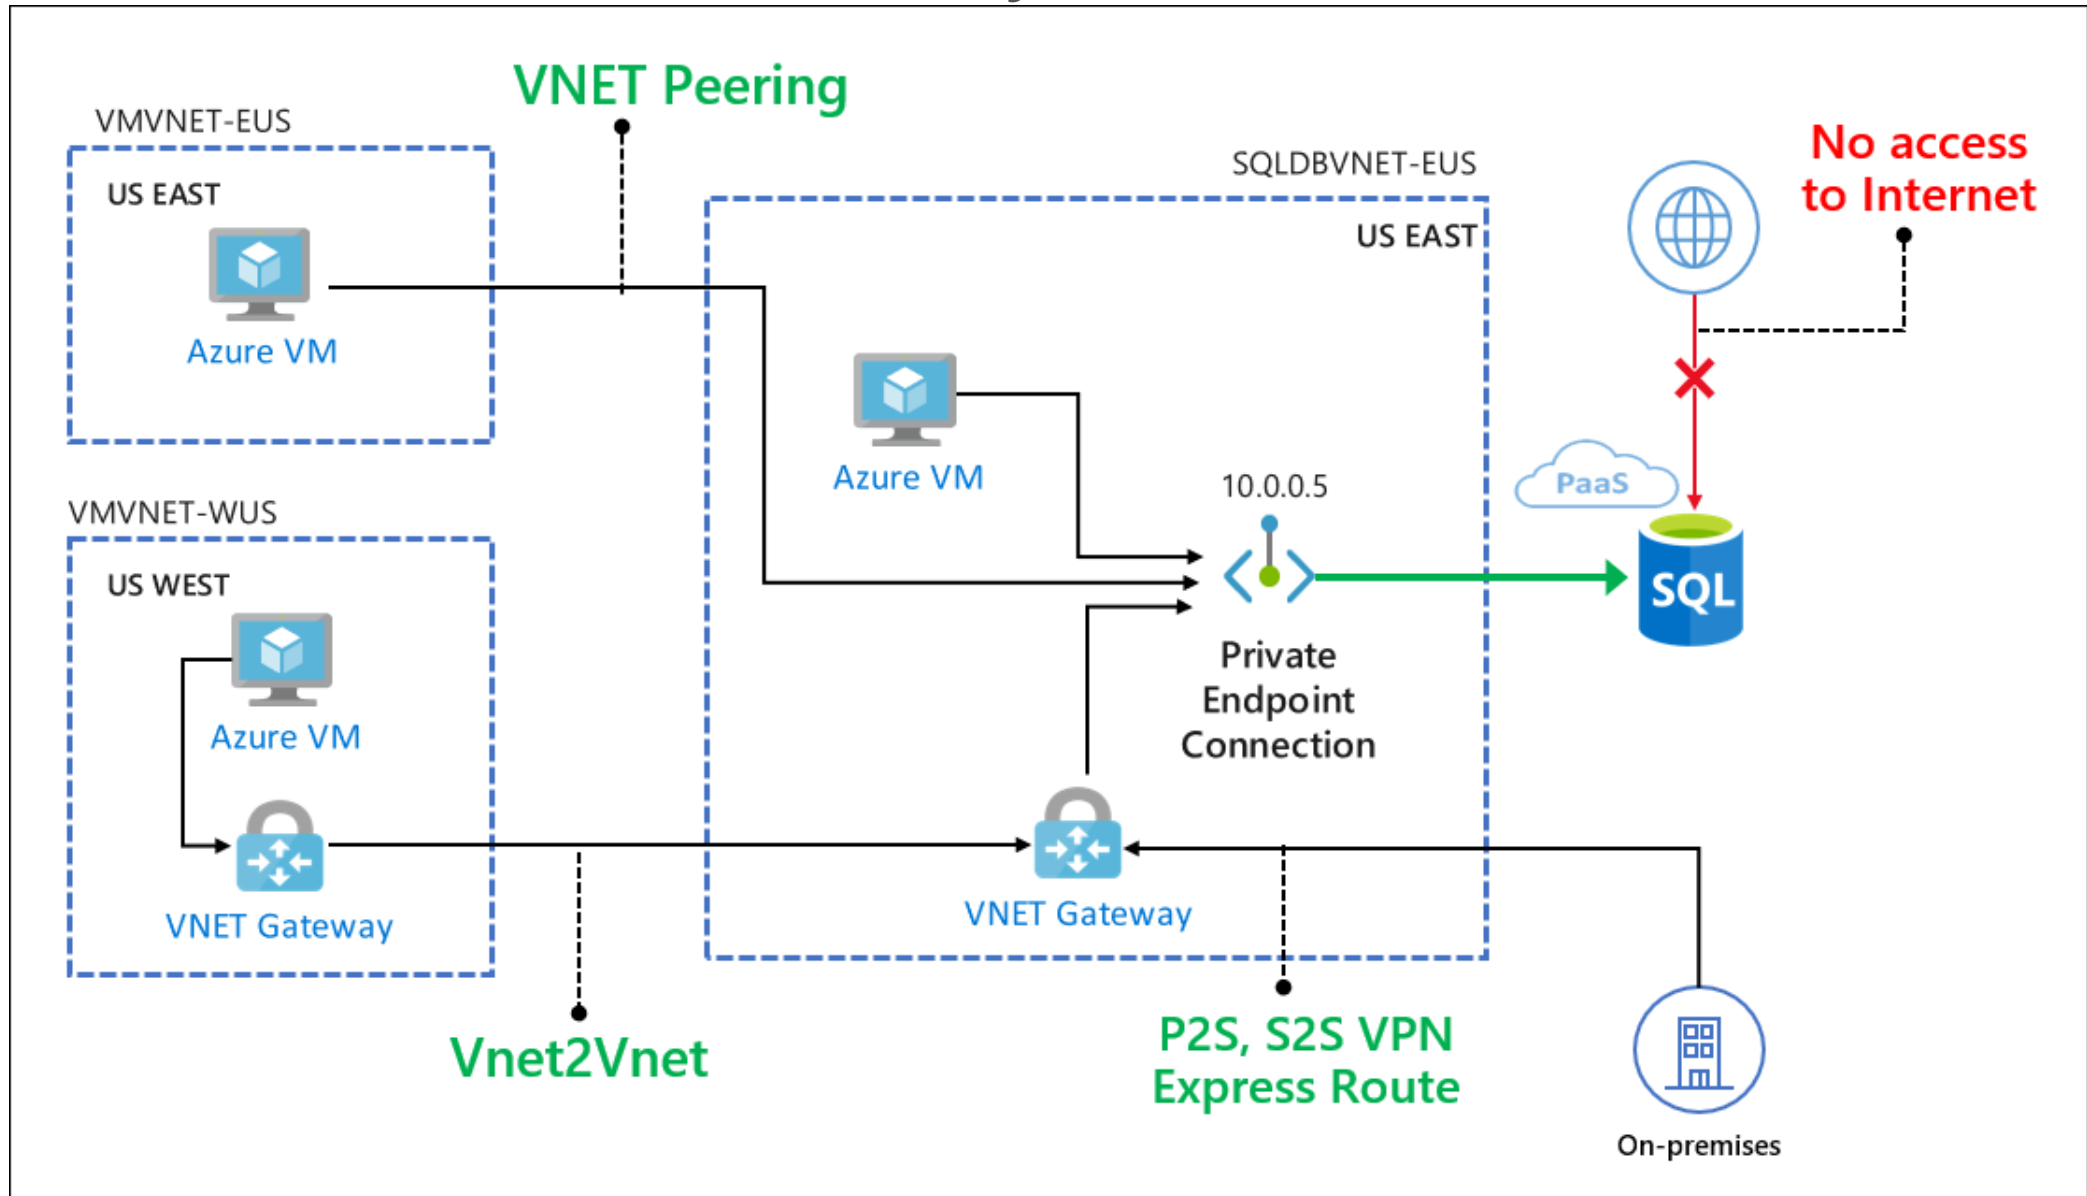 VNET Peering
VMVNET-EUS
US EAST
Azure VM
SQLDBVNET-EUS
US EAST
No access
to Internet
Azure VM
10.0.0.5
PaaS
SQL
Private
Endpoint
Connection
VMVNET-WUS
US WEST
Azure VM
VNET Gateway
VNET Gateway
Vnet2Vnet
P2S, S2S VPN
Express Route
On-premises